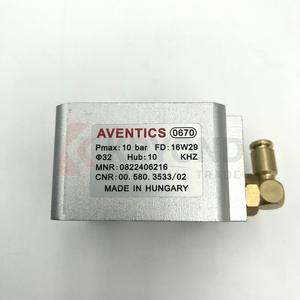 AVENTICS 0670
Pmax: 10 bar FD: 16W29
Φ32 Hub: 10 KHZ
MNR: 0822406216
CNR: 00. 580. 3533/02
MADE IN HUNGARY